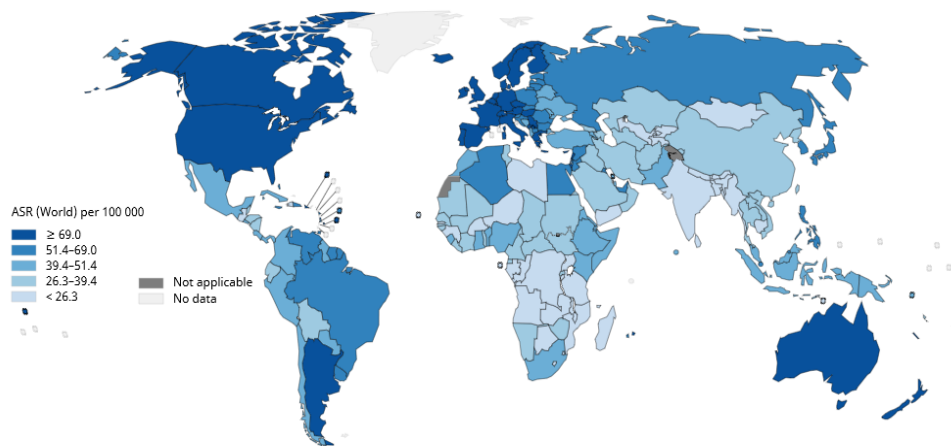 ASR (World) per 100 000
≥ 69.0
51.4–69.0
39.4–51.4
26.3–39.4
< 26.3
Not applicable
No data